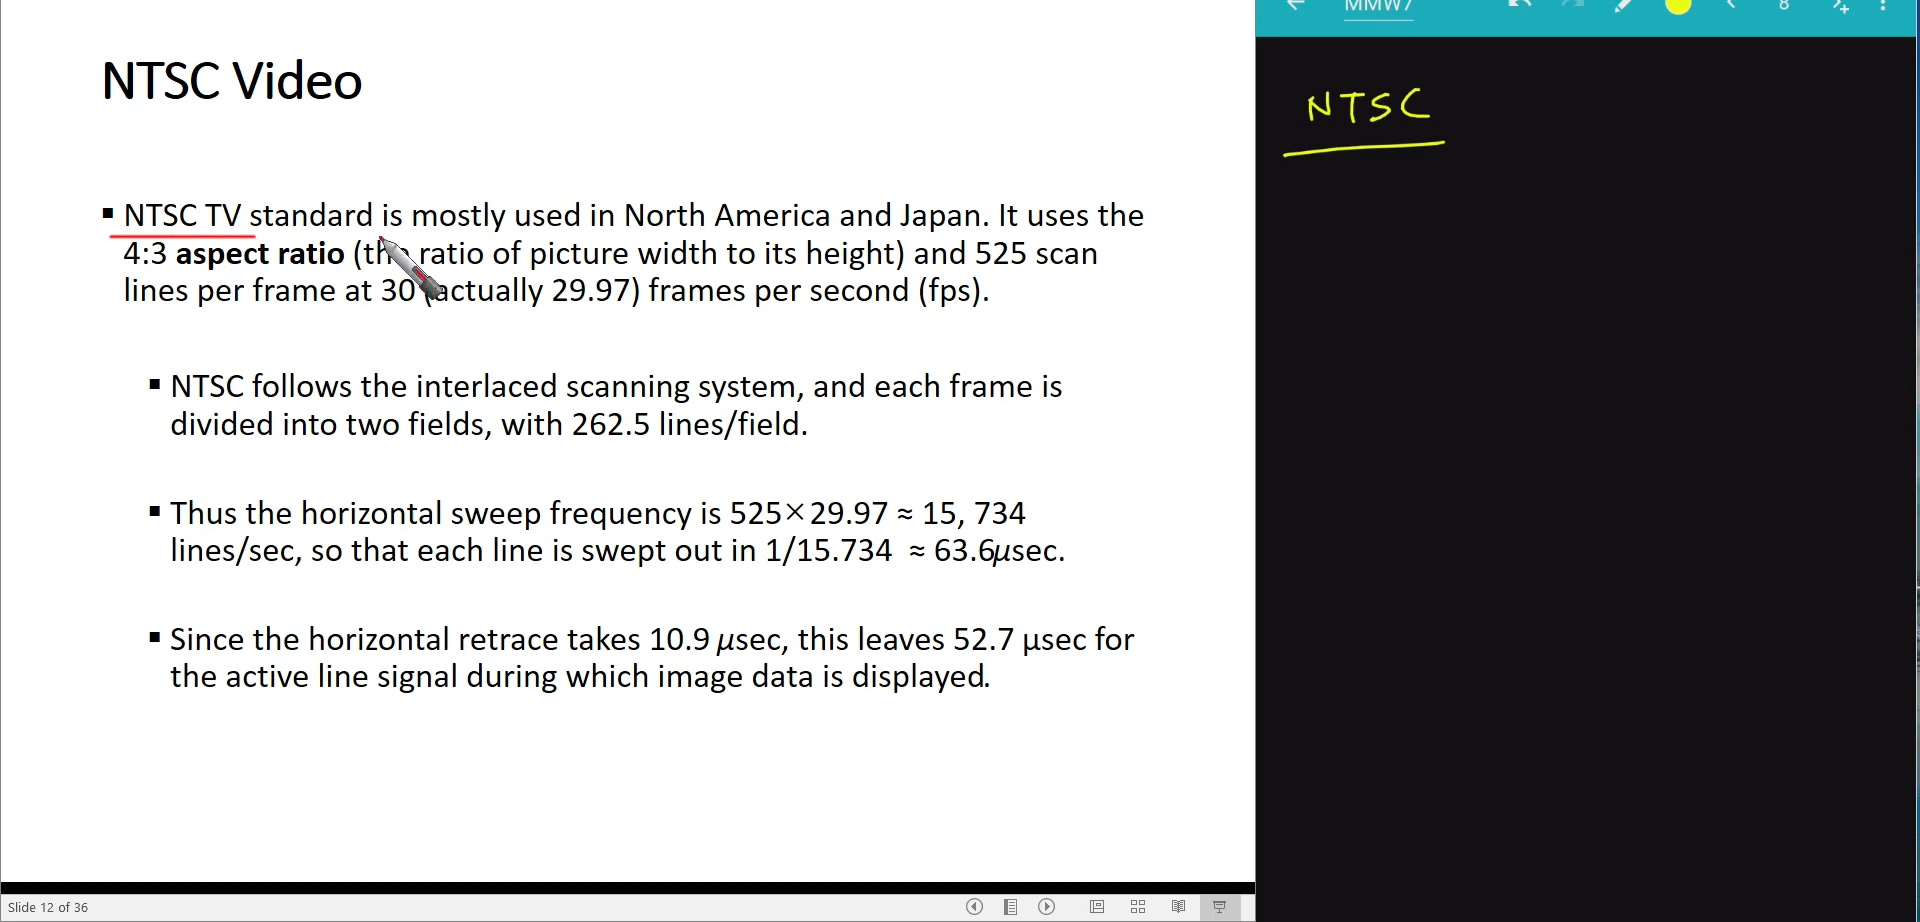 NTSC Video
▪ NTSC TV standard is mostly used in North America and Japan. It uses the
4:3 aspect ratio (the ratio of picture width to its height) and 525 scan
lines per frame at 30 (actually 29.97) frames per second (fps).
▪ NTSC follows the interlaced scanning system, and each frame is
divided into two fields, with 262.5 lines/field.
▪ Thus the horizontal sweep frequency is 525×29.97 ≈ 15, 734
lines/sec, so that each line is swept out in 1/15.734 ≈ 63.6μsec.
▪ Since the horizontal retrace takes 10.9 μsec, this leaves 52.7 μsec for
the active line signal during which image data is displayed.
Slide 12 of 36
MMW7
8
NTSC